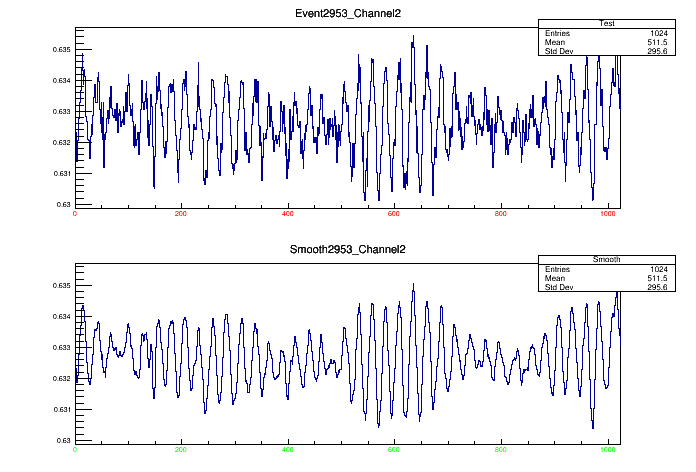 Event2953_Channel2
Test
Entries 1024
Mean 511.5
Std Dev 295.6
0.635
0.634
0.633
0.632
0.631
0.63
0 200 400 600 800 1000
Smooth2953_Channel2
Smooth
Entries 1024
Mean 511.5
Std Dev 295.6
0.635
0.634
0.633
0.632
0.631
0.63
0 200 400 600 800 1000